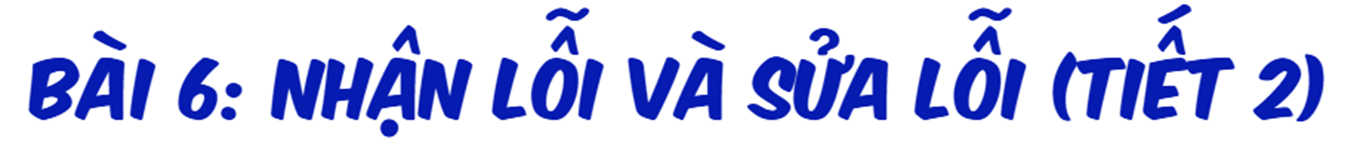 BÀI 6: NHẬN LỖI VÀ SỬA LỖI (TIẾT 2)